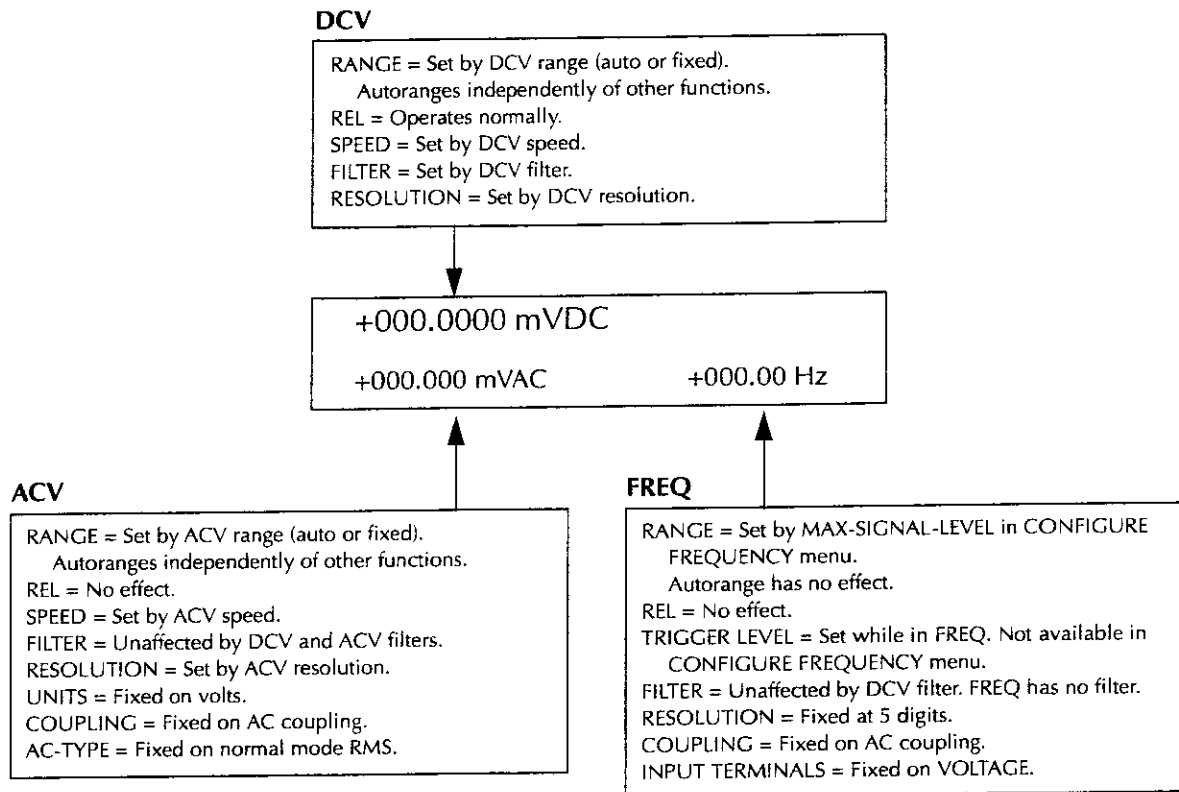 DCV
RANGE = Set by DCV range (auto or fixed).
Autoranges independently of other functions.
REL = Operates normally.
SPEED = Set by DCV speed.
FILTER = Set by DCV filter.
RESOLUTION = Set by DCV resolution.
+000.0000 mVDC
+000.000 mVAC +000.00 Hz
ACV
RANGE = Set by ACV range (auto or fixed).
Autoranges independently of other functions.
REL = No effect.
SPEED = Set by ACV speed.
FILTER = Unaffected by DCV and ACV filters.
RESOLUTION = Set by ACV resolution.
UNITS = Fixed on volts.
COUPLING = Fixed on AC coupling.
AC-TYPE = Fixed on normal mode RMS.
FREQ
RANGE = Set by MAX-SIGNAL-LEVEL in CONFIGURE
FREQUENCY menu.
Autorange has no effect.
REL = No effect.
TRIGGER LEVEL = Set while in FREQ. Not available in
CONFIGURE FREQUENCY menu.
FILTER = Unaffected by DCV filter. FREQ has no filter.
RESOLUTION = Fixed at 5 digits.
COUPLING = Fixed on AC coupling.
INPUT TERMINALS = Fixed on VOLTAGE.